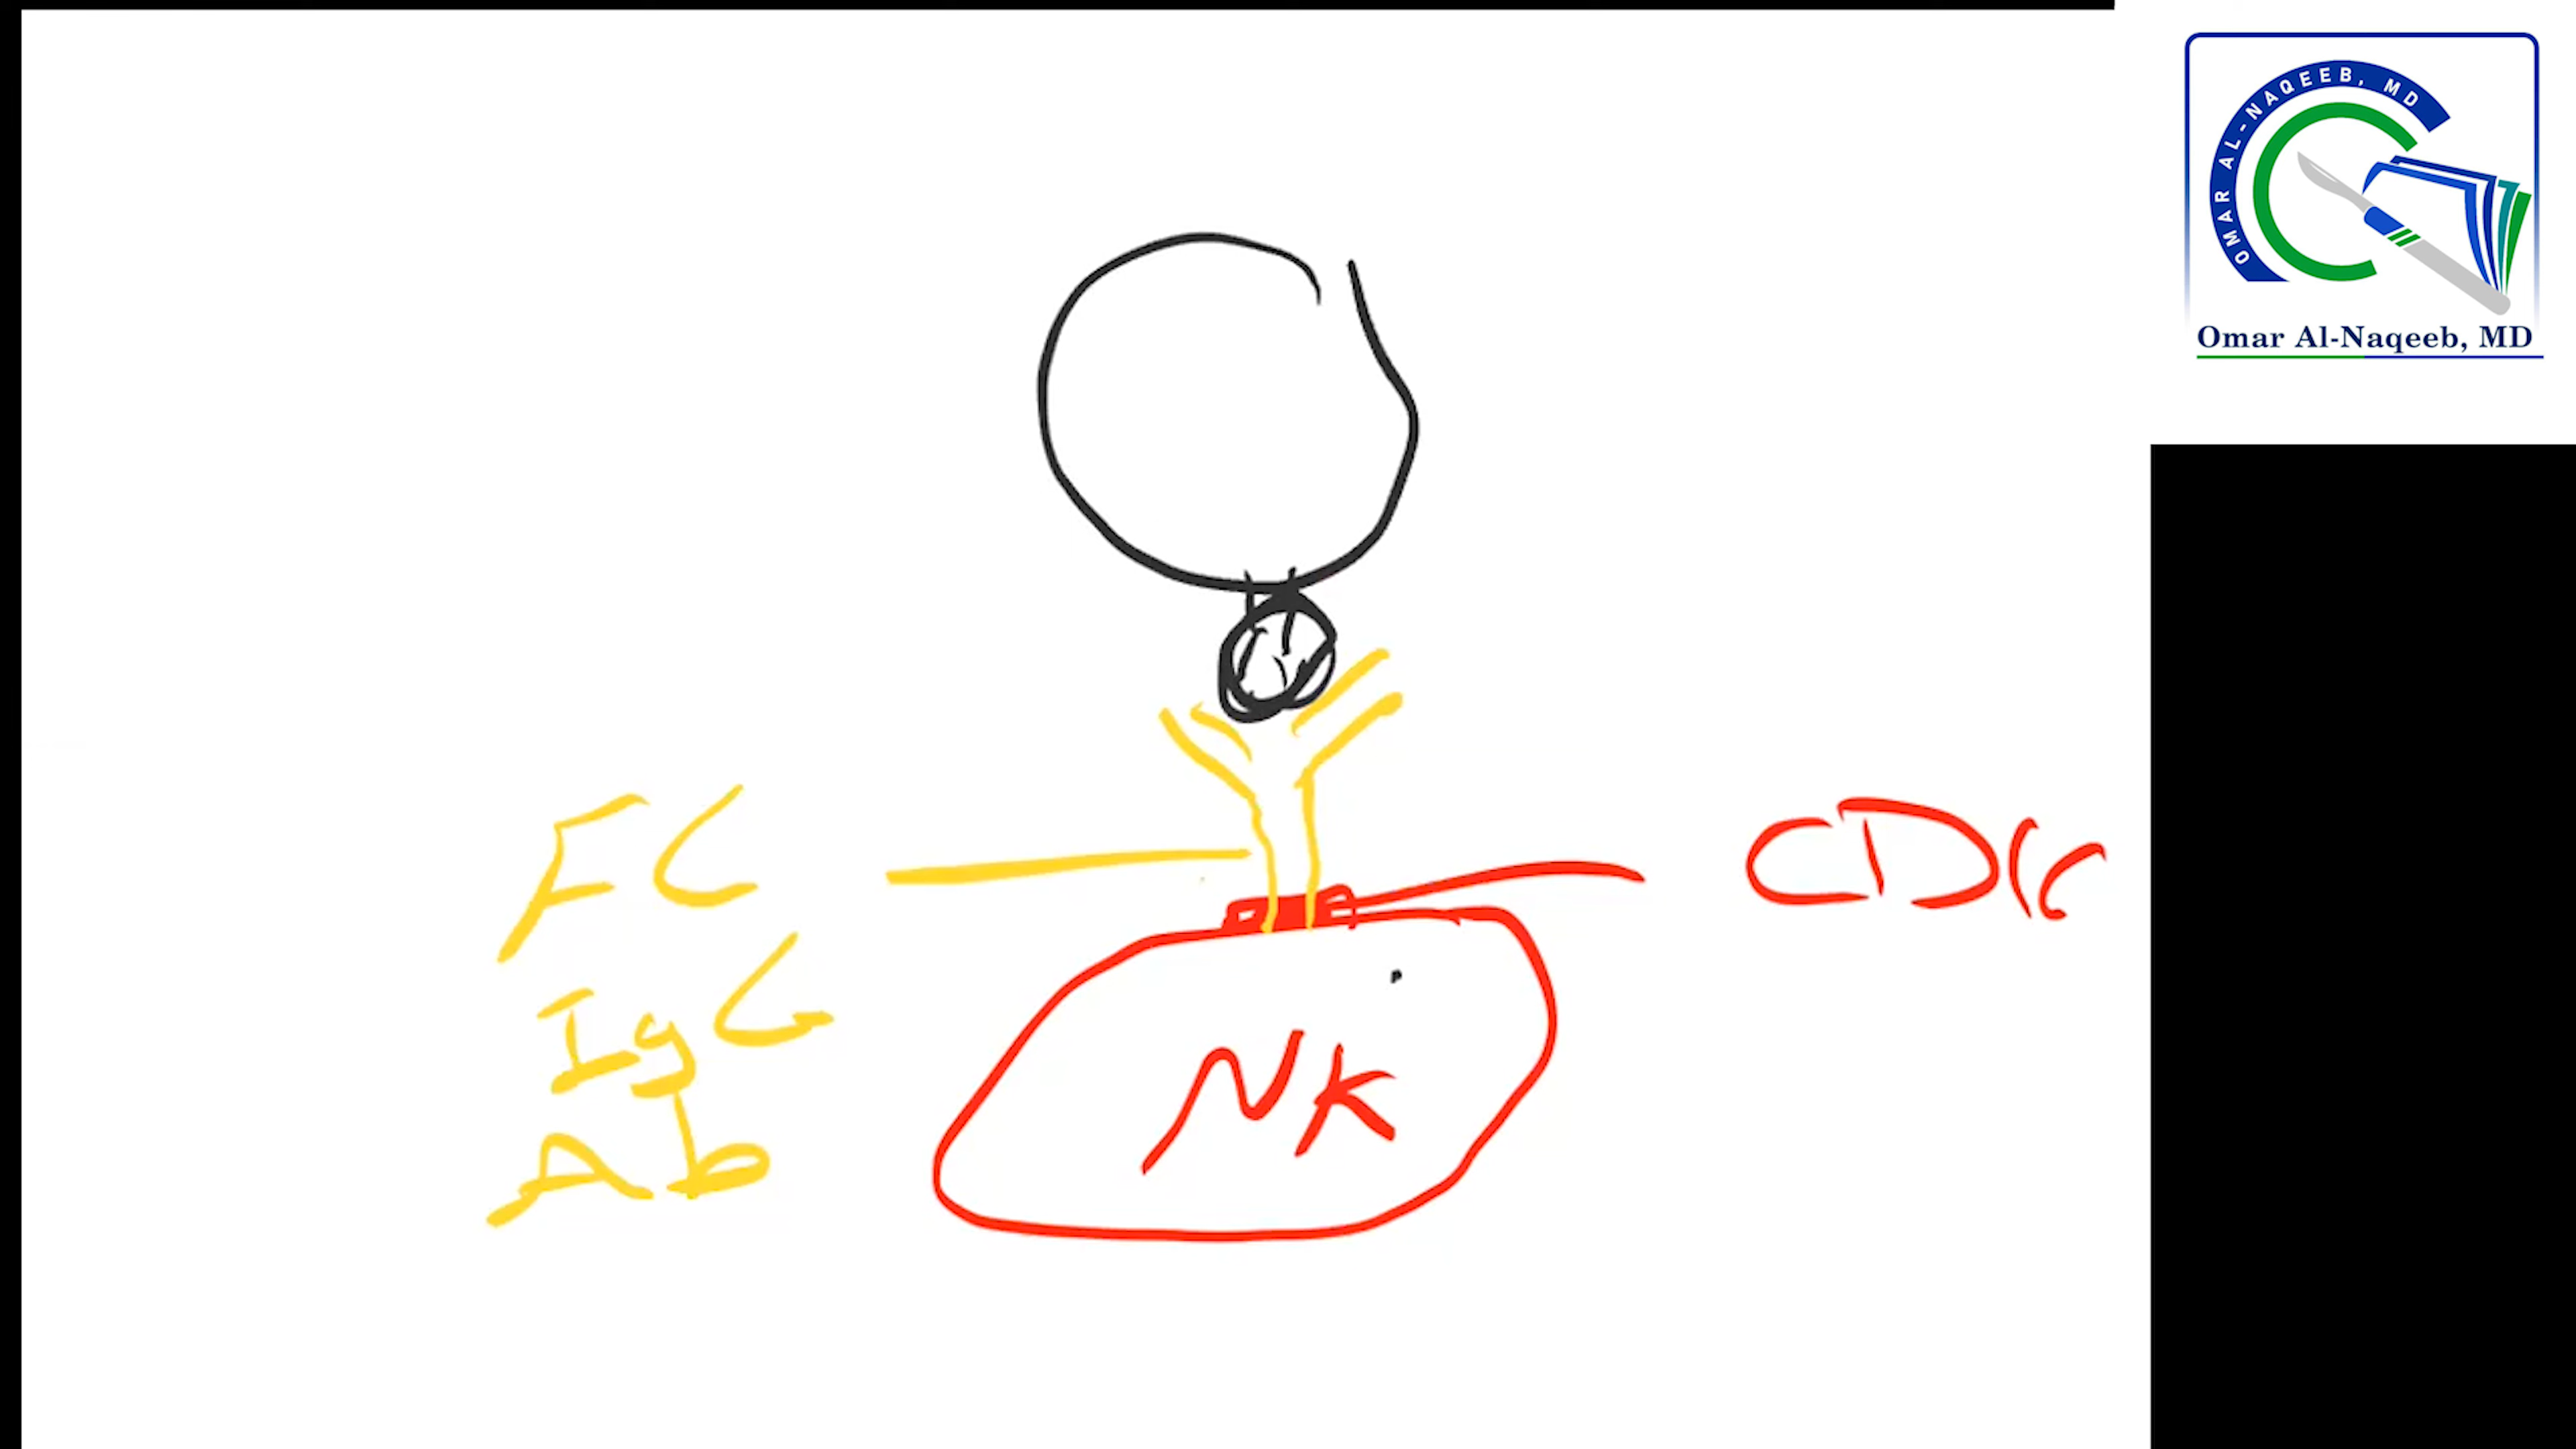 OMAR AL-NAQEEB, MD
Omar Al-Naqeeb, MD
FC
CD16
IgG
Ab
NK